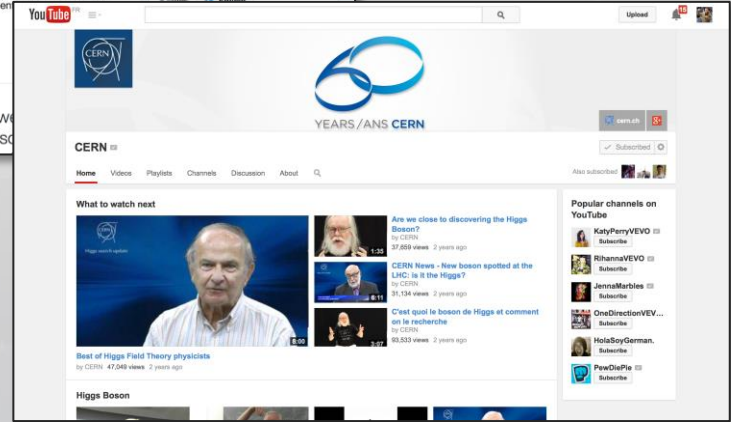 YouTube FR
Upload
15
CERN
60
YEARS/ANS CERN
cern.ch
CERN
Subscribed
Home Videos Playlists Channels Discussion About
Also subscribed
What to watch next
Higgs search update
8:00
Best of Higgs Field Theory physicists
by CERN 47,049 views 2 years ago
1:35
Are we close to discovering the Higgs
Boson?
by CERN
37,659 views 2 years ago
6:11
CERN News - New boson spotted at the
LHC: is it the Higgs?
by CERN
31,134 views 2 years ago
3:07
C'est quoi le boson de Higgs et comment
on le recherche
by CERN
93,533 views 2 years ago
Higgs Boson
Popular channels on
YouTube
KatyPerryVEVO
Subscribe
RihannaVEVO
Subscribe
JennaMarbles
Subscribe
OneDirectionVEV...
Subscribe
HolaSoyGerman.
Subscribe
PewDiePie
Subscribe